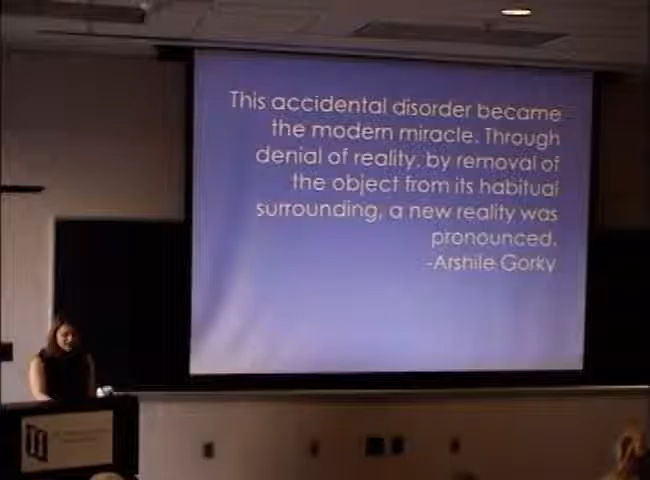 This accidental disorder became
the modern miracle. Through
denial of reality, by removal of
the object from its habitual
surrounding, a new reality was
pronounced.
-Arshile Gorky